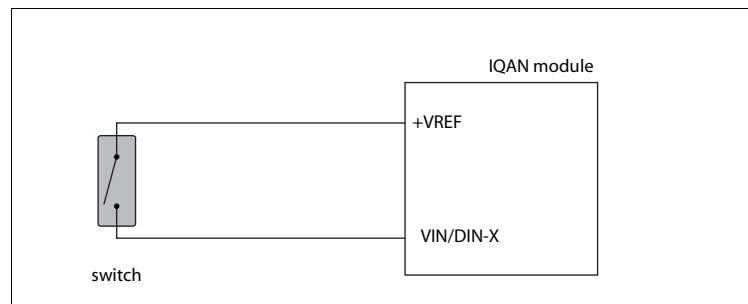 IQAN module
+VREF
VIN/DIN-X
switch